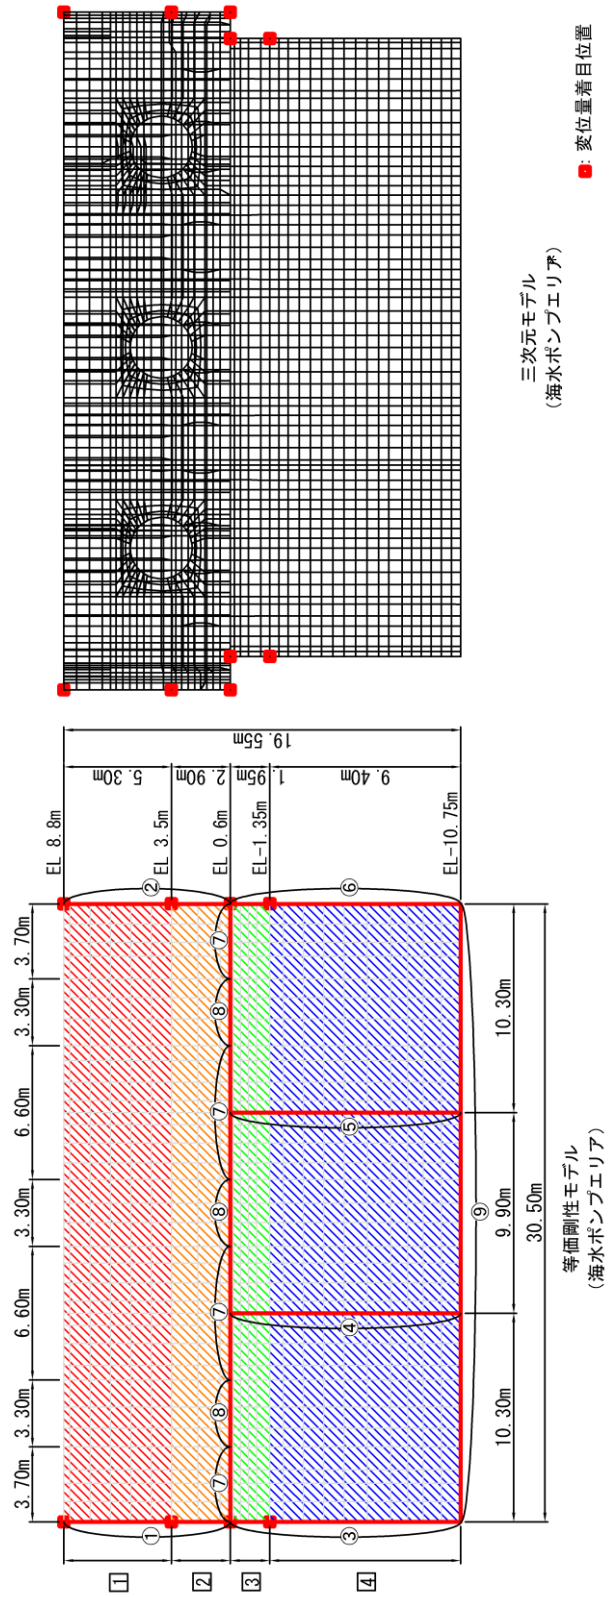 3.70m
3.30m
6.60m
3.30m
6.60m
3.30m
3.70m
EL 8.8m
EL 3.5m
EL 0.6m
EL-1.35m
EL-10.75m
5.30m
2.90m
1.95m
9.40m
19.55m
1
2
3
4
①
②
③
④
⑤
⑥
⑦
⑧
⑦
⑧
⑦
⑧
⑦
⑨
10.30m
9.90m
10.30m
30.50m
等価剛性モデル
(海水ポンプエリア)
三次元モデル
(海水ポンプエリア)
: 変位量着目位置